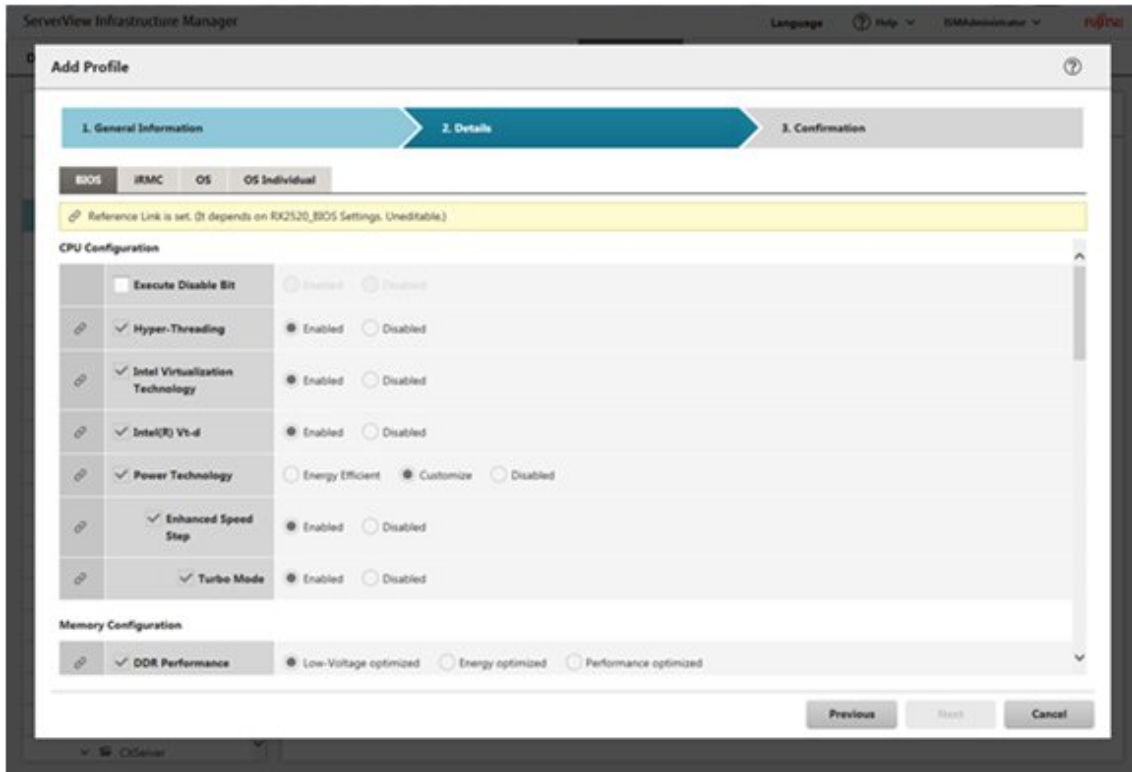 ServerView Infrastructure Manager Language Help ISMAdministrator FUJITSU
Add Profile
1. General Information 2. Details 3. Confirmation
BIOS iRMC OS OS Individual
Reference Link is set. (It depends on RX2520_BIOS Settings. Uneditable.)
CPU Configuration
Execute Disable Bit Enabled Disabled
Hyper-Threading Enabled Disabled
Intel Virtualization
Technology Enabled Disabled
Intel(R) Vt-d Enabled Disabled
Power Technology Energy Efficient Customize Disabled
Enhanced Speed
Step Enabled Disabled
Turbo Mode Enabled Disabled
Memory Configuration
DDR Performance Low-Voltage optimized Energy optimized Performance optimized
Previous Next Cancel
CXServer